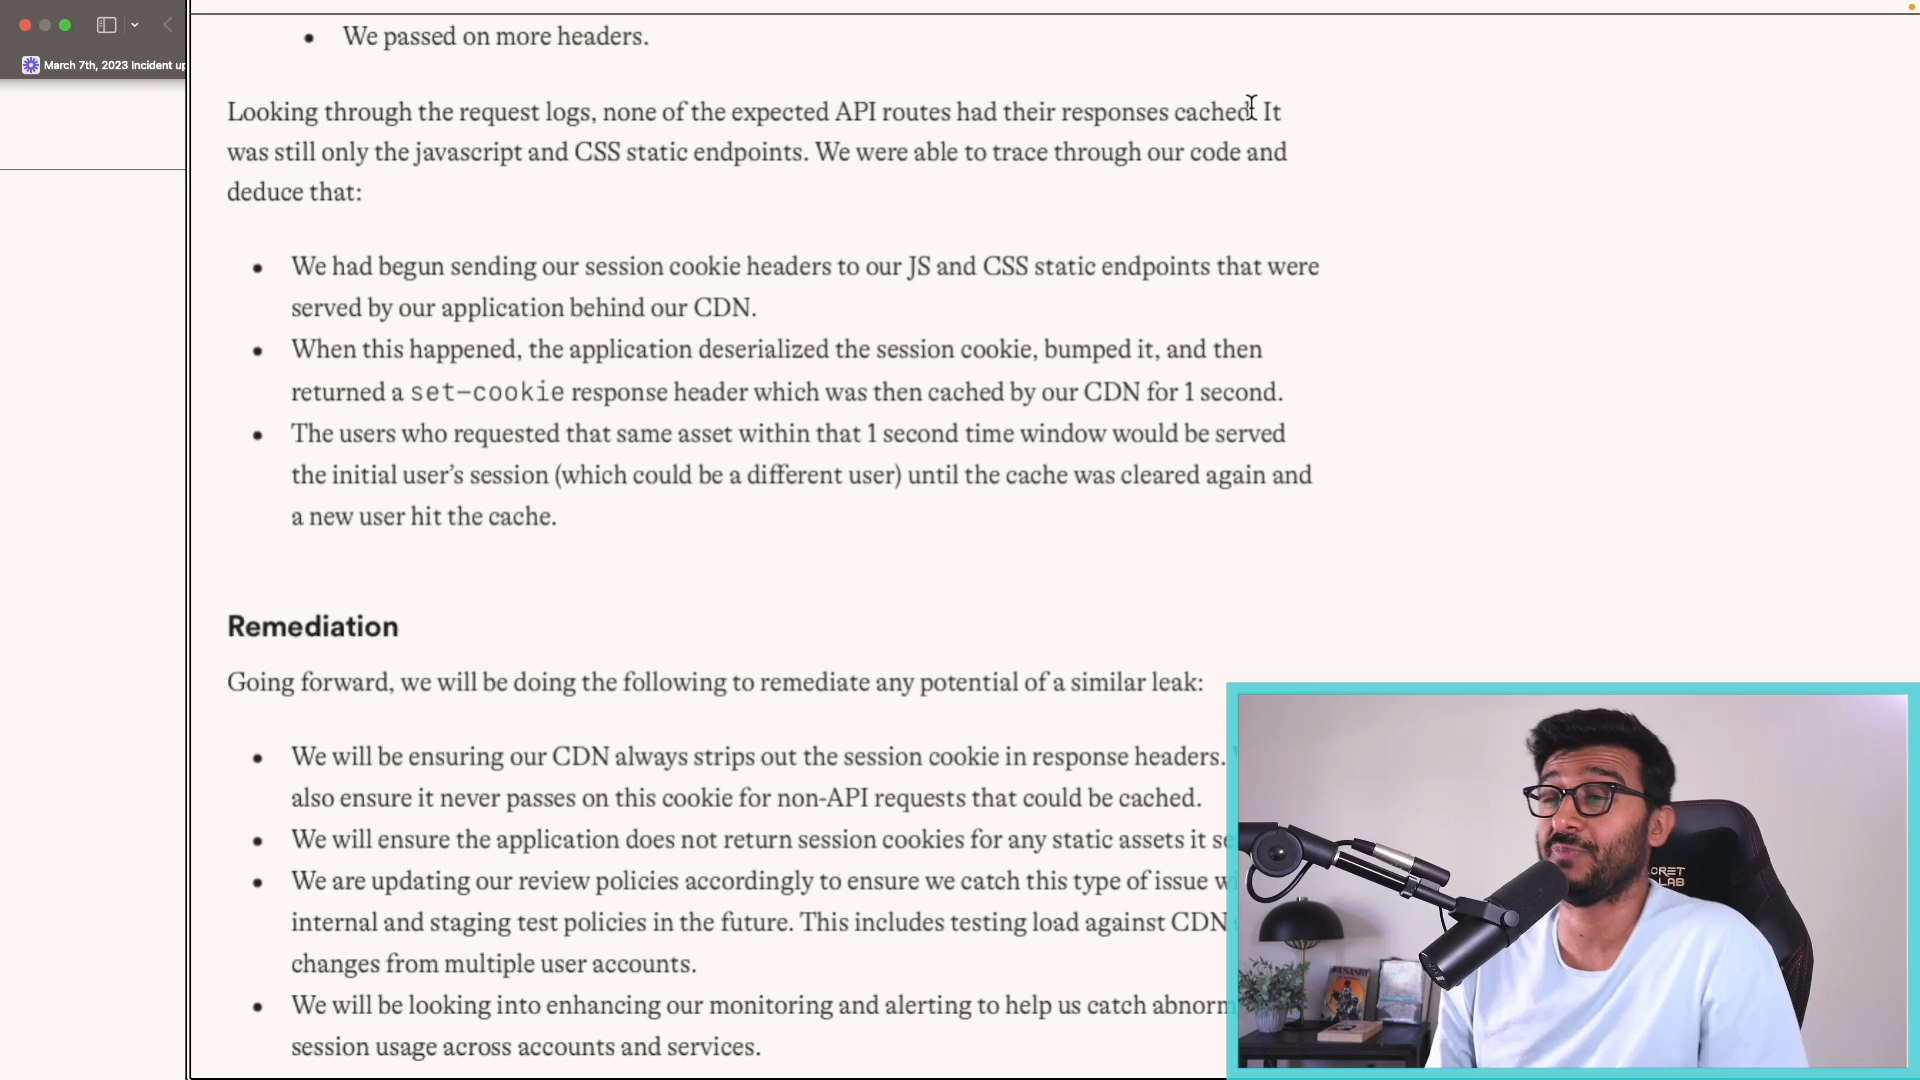 March 7th, 2023 Incident up
We passed on more headers.
Looking through the request logs, none of the expected API routes had their responses cached. It
was still only the javascript and CSS static endpoints. We were able to trace through our code and
deduce that:
We had begun sending our session cookie headers to our JS and CSS static endpoints that were
served by our application behind our CDN.
When this happened, the application deserialized the session cookie, bumped it, and then
returned a set-cookie response header which was then cached by our CDN for 1 second.
The users who requested that same asset within that 1 second time window would be served
the initial user's session (which could be a different user) until the cache was cleared again and
a new user hit the cache.
Remediation
Going forward, we will be doing the following to remediate any potential of a similar leak:
We will be ensuring our CDN always strips out the session cookie in response headers.
also ensure it never passes on this cookie for non-API requests that could be cached.
We will ensure the application does not return session cookies for any static assets it se
We are updating our review policies accordingly to ensure we catch this type of issue wi
internal and staging test policies in the future. This includes testing load against CDN
changes from multiple user accounts.
We will be looking into enhancing our monitoring and alerting to help us catch abnorm
session usage across accounts and services.
CRET
LAB